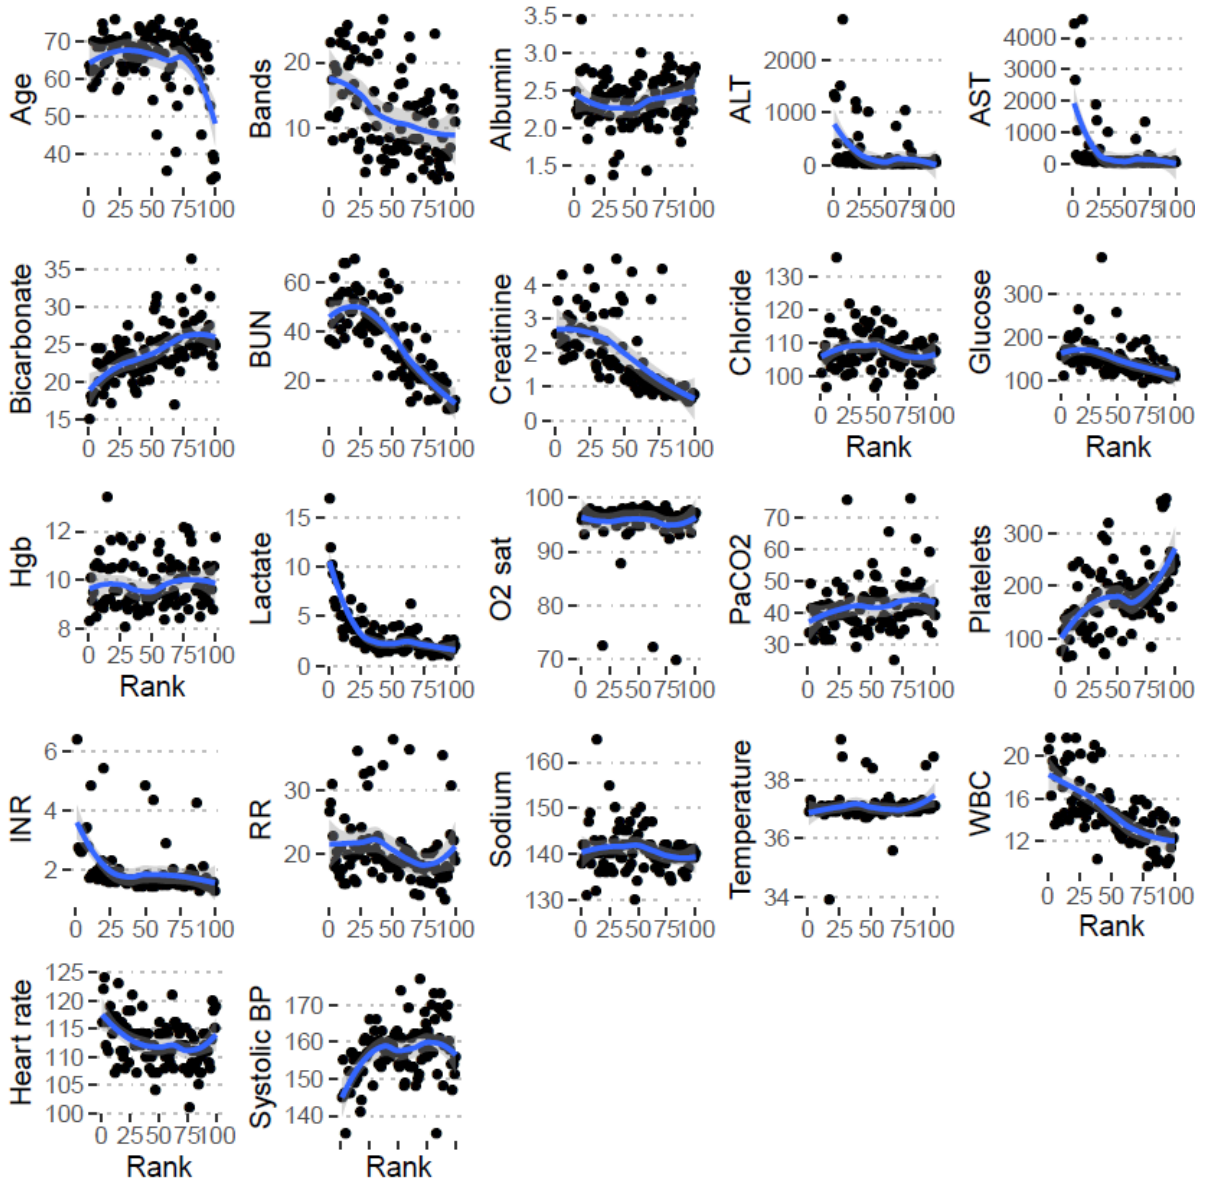 Age
70
60
50
40
0 25 50 75 100
Bands
20
10
0 25 50 75 100
Albumin
3.5
3.0
2.5
2.0
1.5
0 25 50 75 100
ALT
2000
1000
0
0 25 50 75 100
AST
4000
3000
2000
1000
0
0 25 50 75 100
Bicarbonate
35
30
25
20
15
0 25 50 75 100
BUN
60
40
20
0 25 50 75 100
Creatinine
4
3
2
1
0
0 25 50 75 100
Chloride
130
120
110
100
0 25 50 75 100
Rank
Glucose
300
200
100
0 25 50 75 100
Rank
Hgb
12
10
8
0 25 50 75 100
Rank
Lactate
15
10
5
0
0 25 50 75 100
O2 sat
100
90
80
70
0 25 50 75 100
PaCO2
70
60
50
40
30
0 25 50 75 100
Platelets
300
200
100
0 25 50 75 100
INR
6
4
2
0 25 50 75 100
RR
30
20
0 25 50 75 100
Sodium
160
150
140
130
0 25 50 75 100
Temperature
38
36
34
0 25 50 75 100
WBC
20
16
12
0 25 50 75 100
Rank
Heart rate
125
120
115
110
105
100
0 25 50 75 100
Rank
Systolic BP
170
160
150
140
Rank